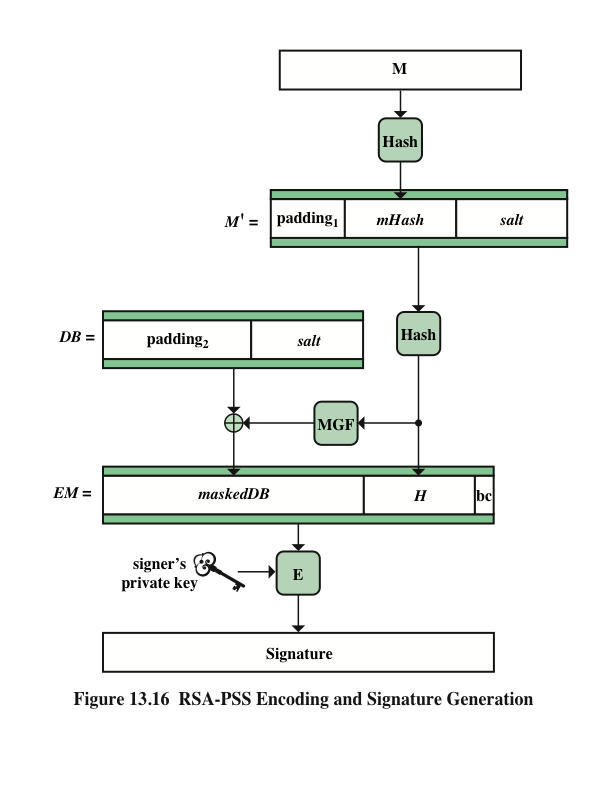 M
Hash
M' = padding₁ mHash salt
Hash
DB = padding₂ salt
MGF
EM = maskedDB H bc
signer's
private key
E
Signature
Figure 13.16 RSA-PSS Encoding and Signature Generation